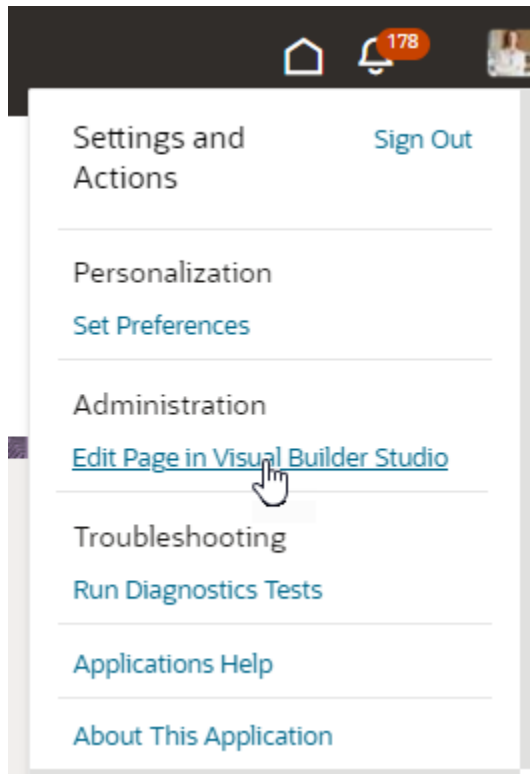 178
Settings and Sign Out
Actions
Personalization
Set Preferences
Administration
Edit Page in Visual Builder Studio
Troubleshooting
Run Diagnostics Tests
Applications Help
About This Application